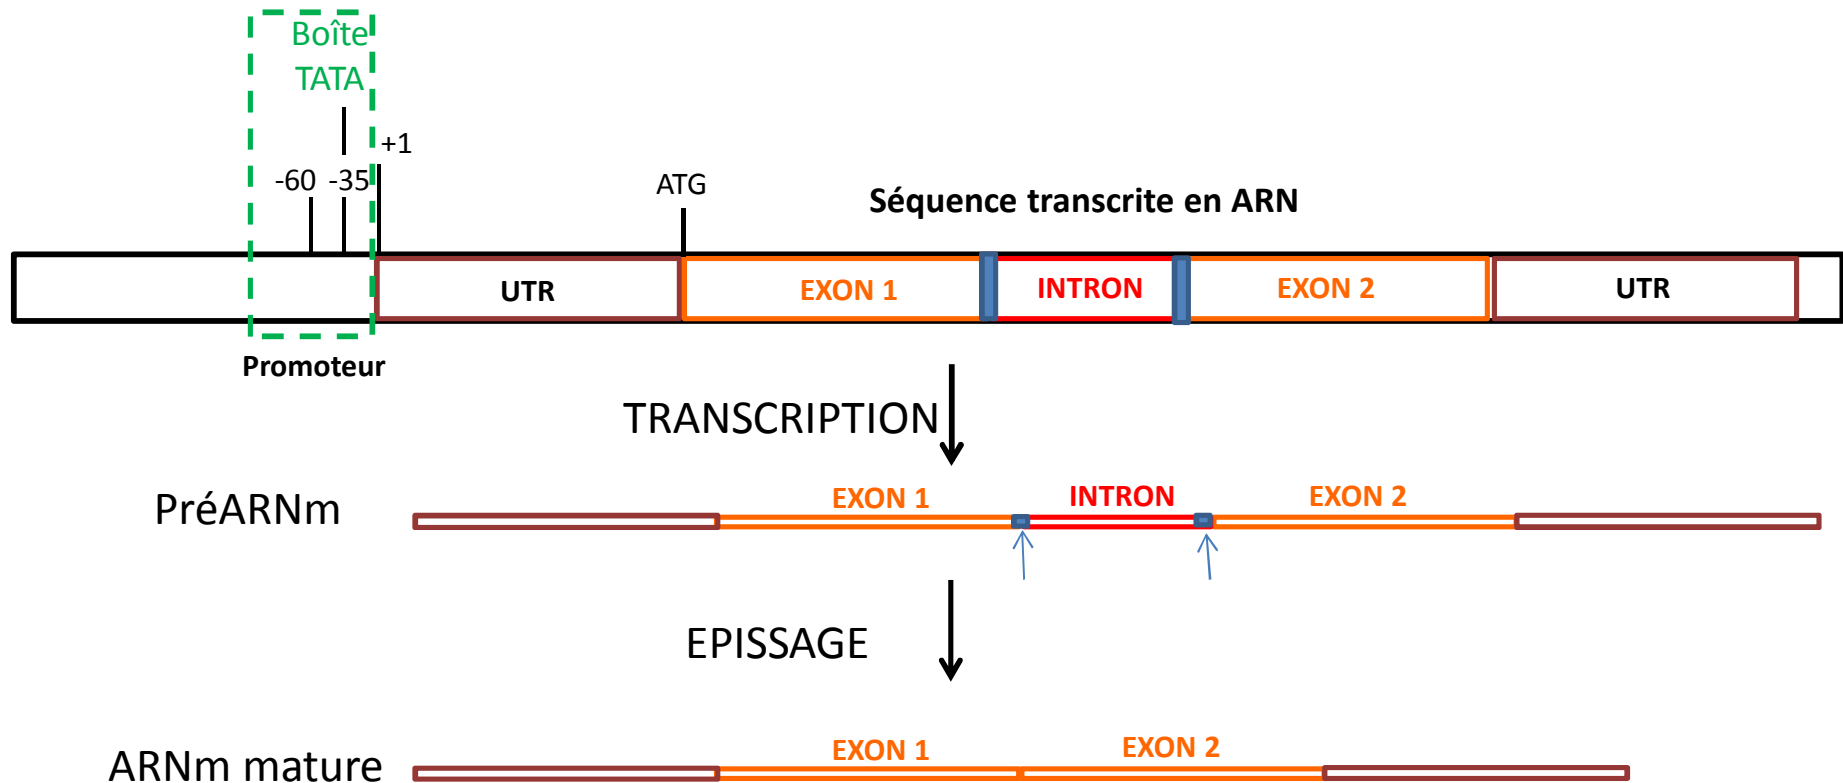 Boîte
TATA
+1
-60 -35
ATG
Séquence transcrite en ARN
UTR EXON 1 INTRON EXON 2 UTR
Promoteur
TRANSCRIPTION
EXON 1 INTRON EXON 2
PréARNm
EPISSAGE
EXON 1 EXON 2
ARNm mature